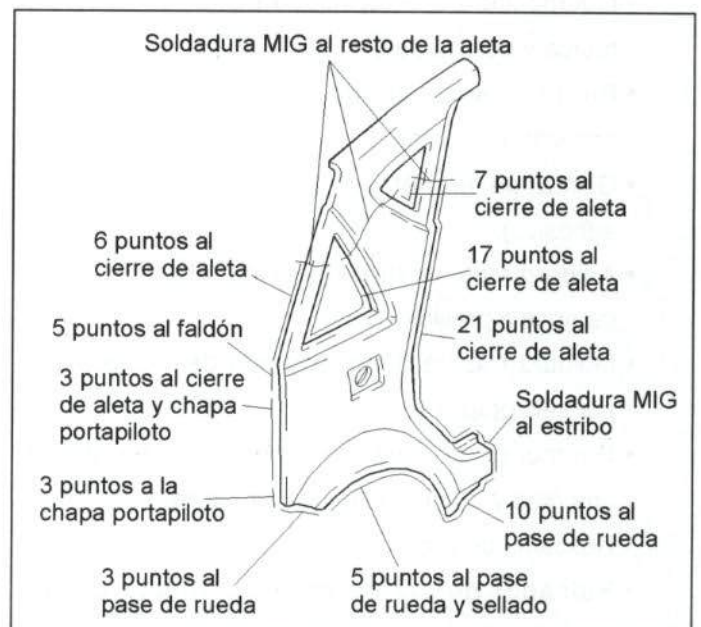 Soldadura MIG al resto de la aleta
7 puntos al
cierre de aleta
6 puntos al
cierre de aleta
17 puntos al
cierre de aleta
5 puntos al faldón
21 puntos al
cierre de aleta
3 puntos al cierre
de aleta y chapa
portapiloto
Soldadura MIG
al estribo
3 puntos a la
chapa portapiloto
10 puntos al
pase de rueda
3 puntos al
pase de rueda
5 puntos al pase
de rueda y sellado